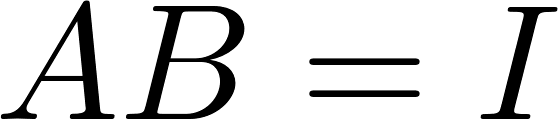 AB = I